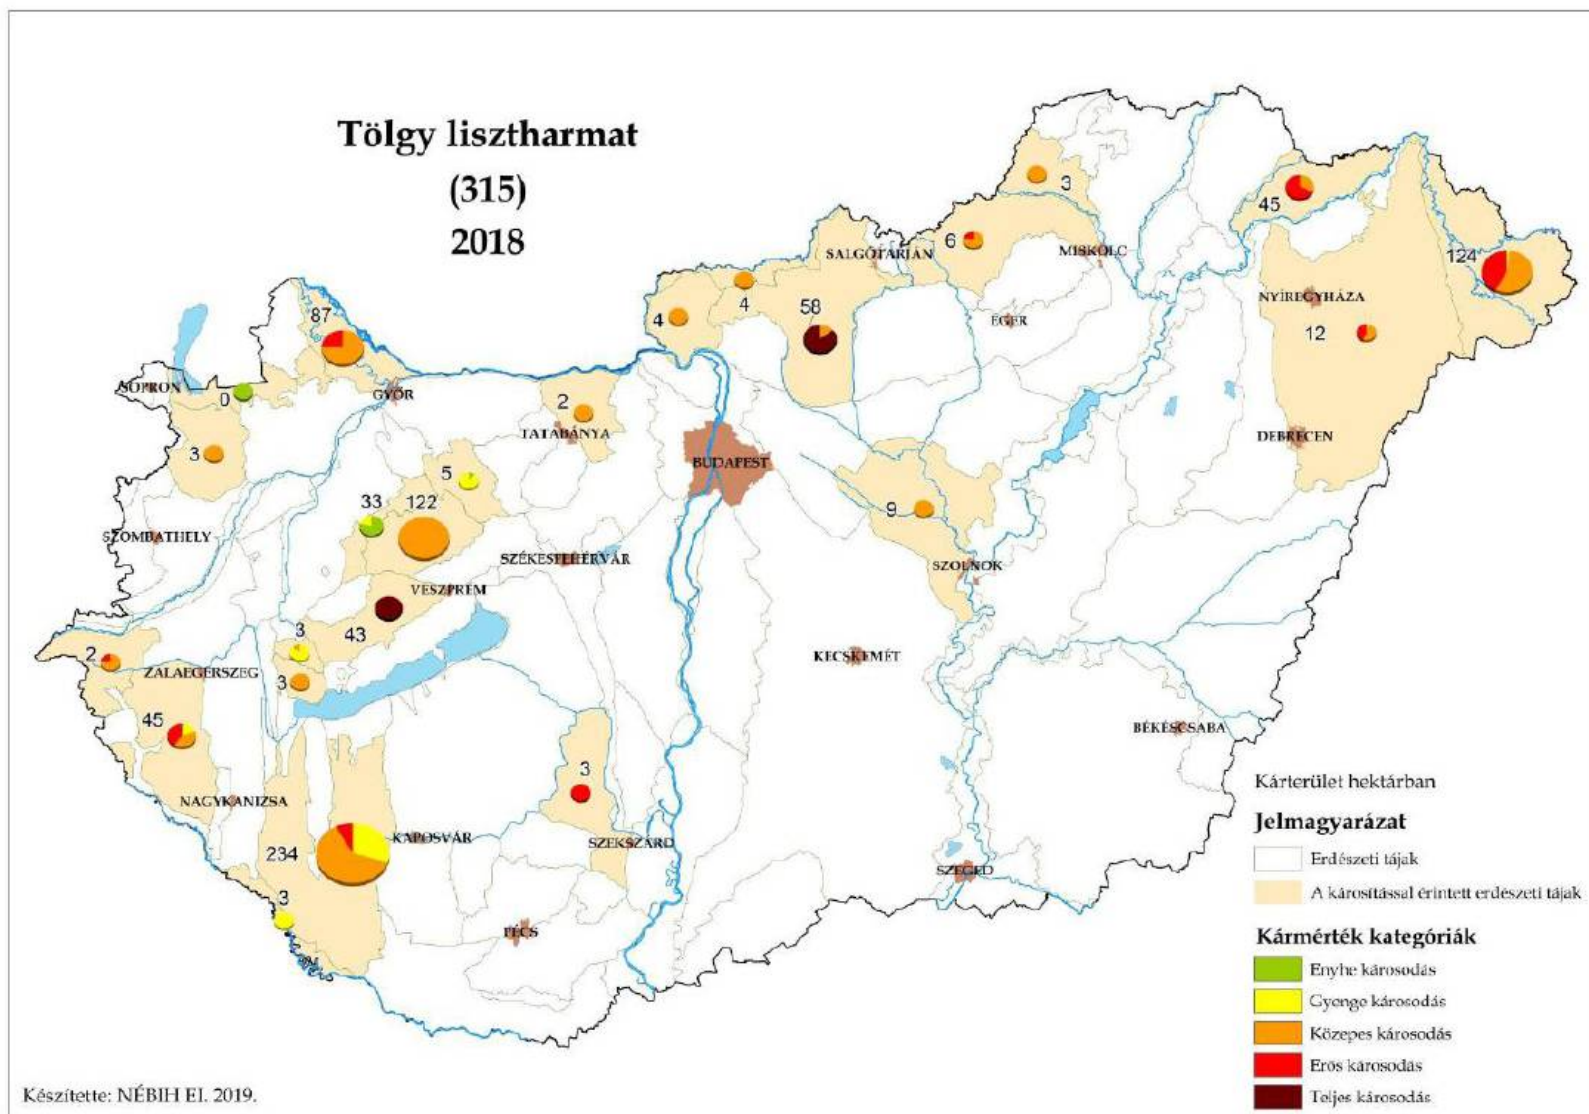 Tölgy lisztharmat
(315)
2018
3
45
6
SALGÓTARJÁN
MISKOLC
124
NYÍREGYHÁZA
87
4
4
58
EGER
12
SOPRON
0
GYŐR
2
TATABÁNYA
DEBRECEN
3
BUDAPEST
5
33
122
9
SZOMBATHELY
SZÉKESFEHÉRVÁR
SZOLNOK
VESZPRÉM
3
43
2
ZALAEGERSZEG
3
KECSKEMÉT
45
BÉKÉSCSABA
3
NAGYKANIZSA
KAPOSVÁR
SZEKSZÁRD
234
SZEGED
3
PÉCS
Kárterület hektárban
Jelmagyarázat
Erdészeti tájak
A károsítással érintett erdészeti tájak
Kármérték kategóriák
Enyhe károsodás
Gyenge károsodás
Közepes károsodás
Erős károsodás
Teljes károsodás
Készítette: NÉBIH EI. 2019.